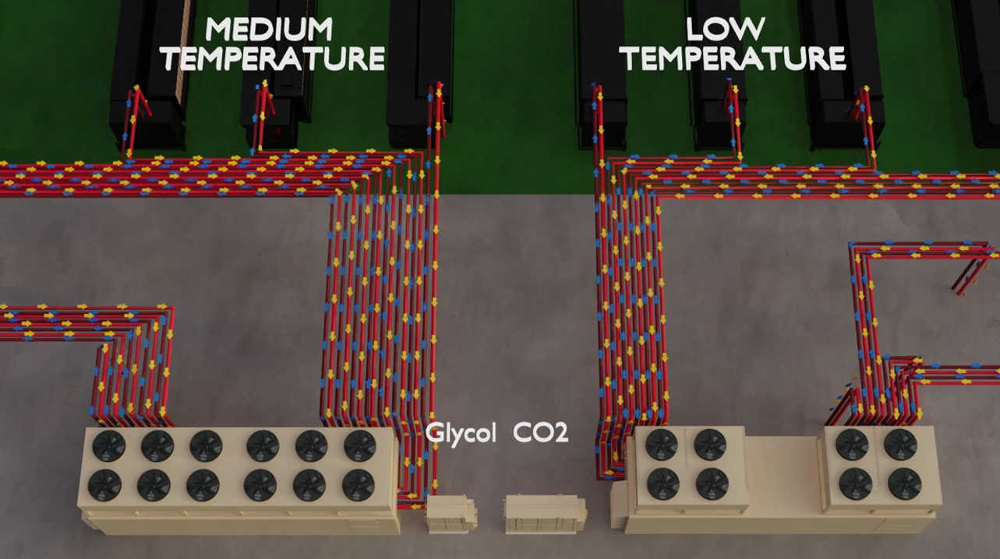 MEDIUM
TEMPERATURE
LOW
TEMPERATURE
Glycol CO2